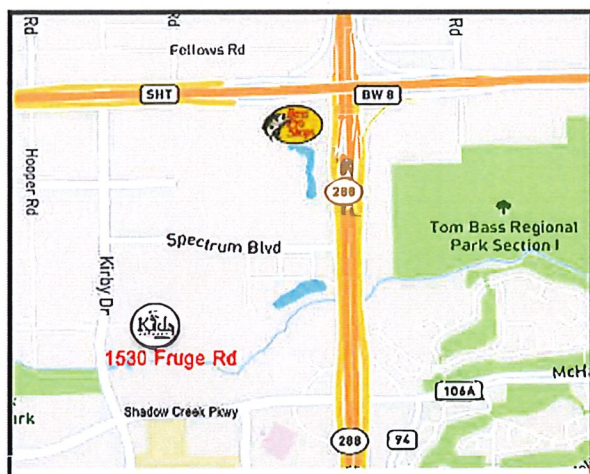 Rd
Rd
Rd
Fellows Rd
SHT
BW 8
Bass
Pro
Shops
Hooper Rd
288
Tom Bass Regional
Park Section I
Spectrum Blvd
Kirby Dr
Kids
1530 Fruge Rd
McHa
106A
ark
Shadow Creek Pkwy
288
94